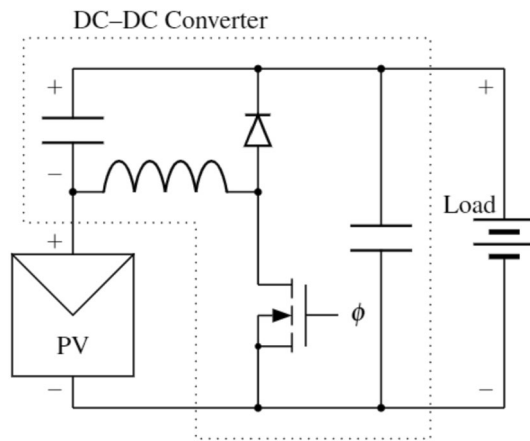 DC–DC Converter
+
+
−
Load
+
PV
ϕ
−
−